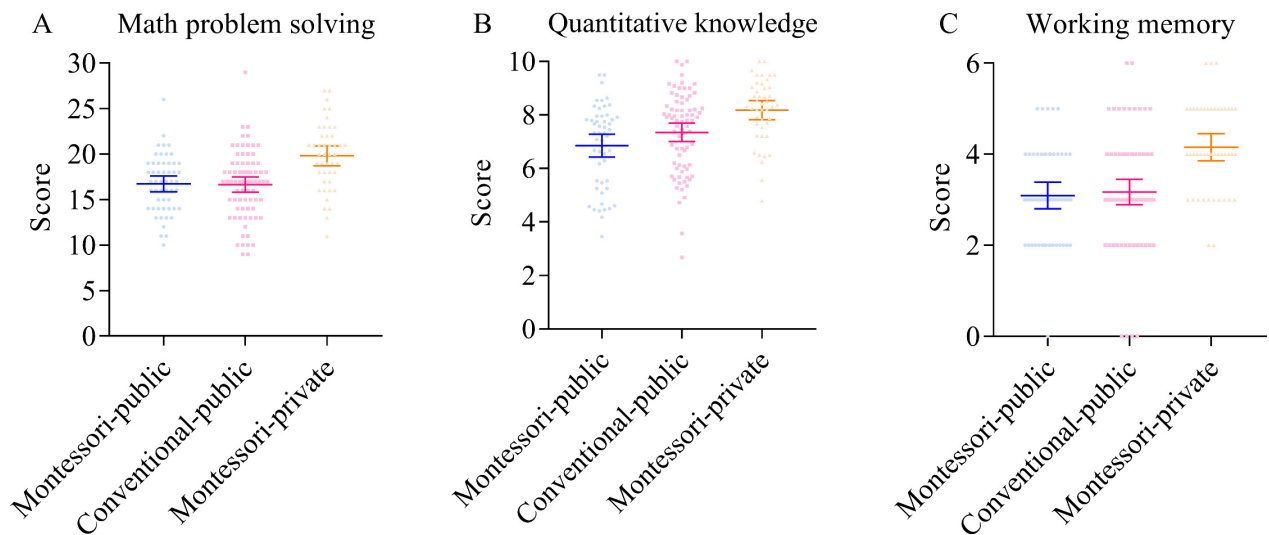 A Math problem solving
30
25
20
15
10
5
0
Score
Montessori-public
Conventional-public
Montessori-private
B Quantitative knowledge
10
8
6
4
2
0
Score
Montessori-public
Conventional-public
Montessori-private
C Working memory
6
4
2
0
Score
Montessori-public
Conventional-public
Montessori-private